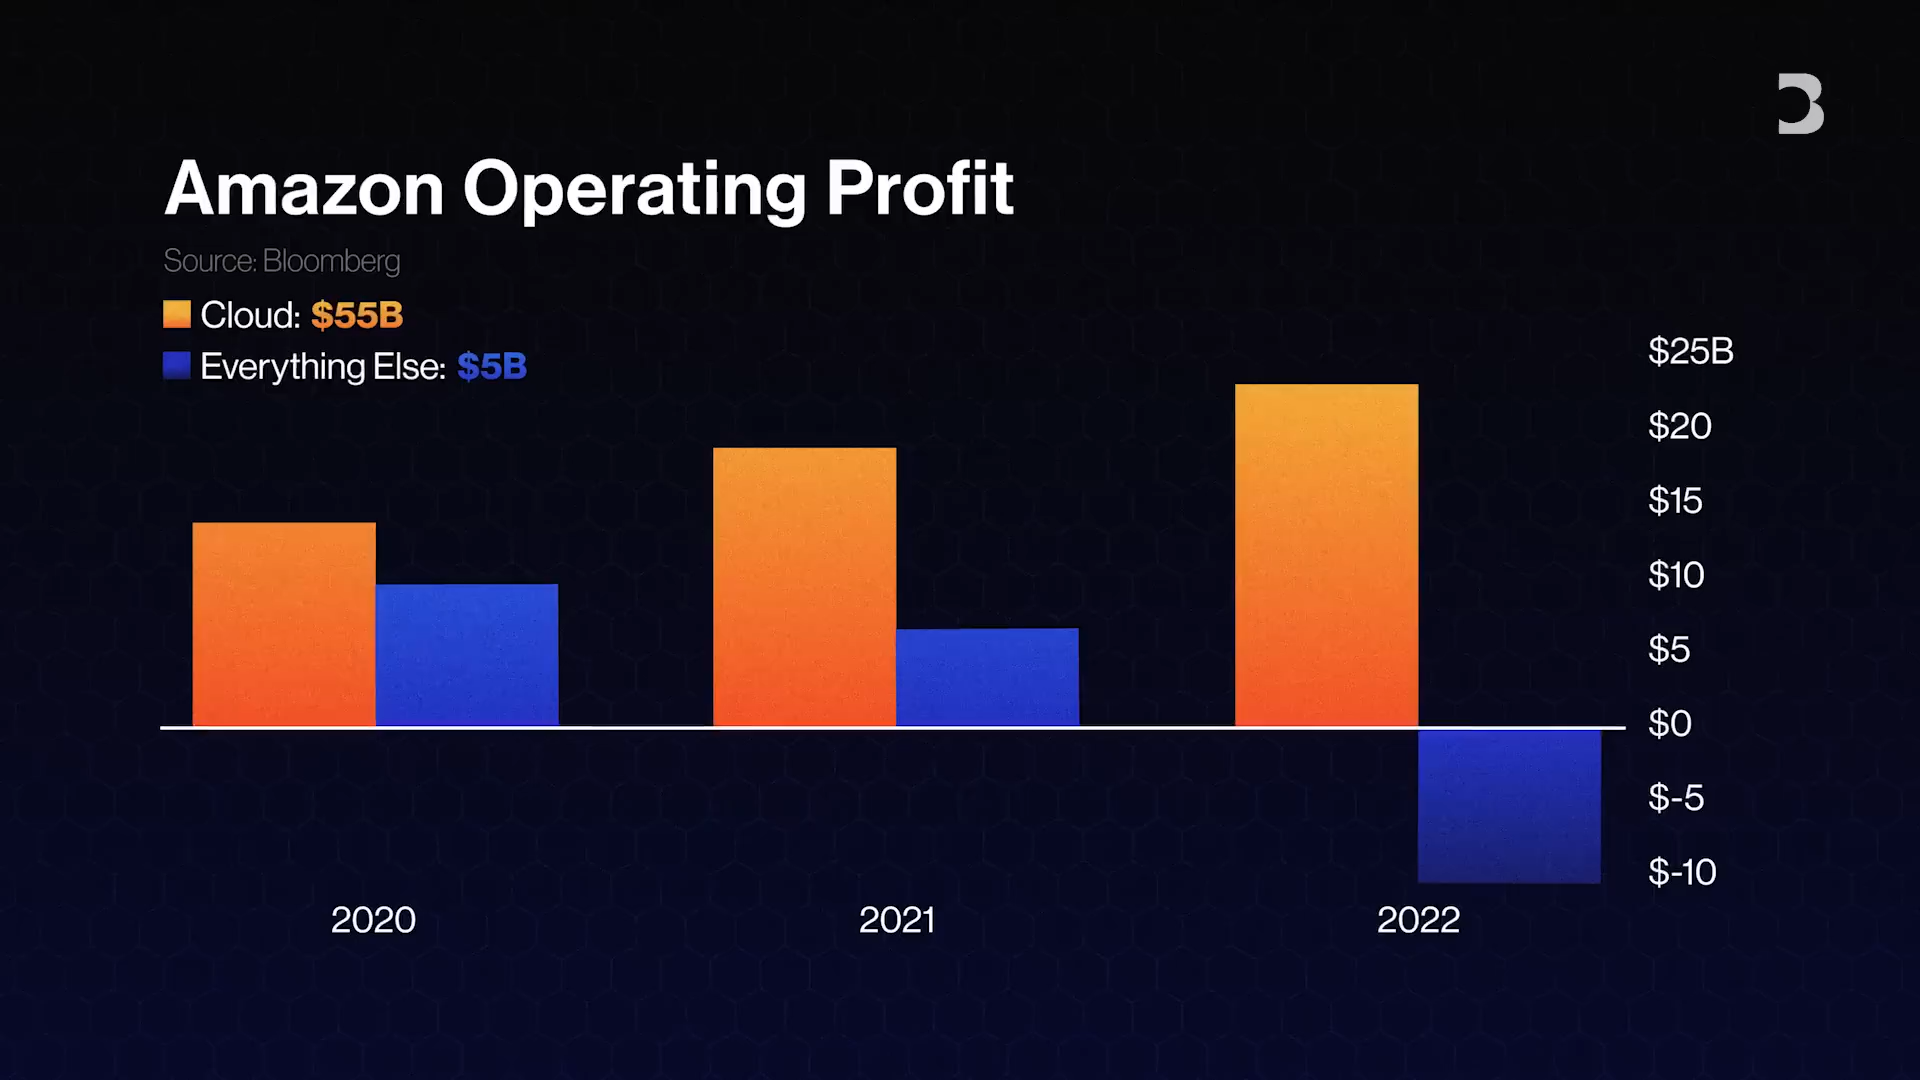 Amazon Operating Profit
Source: Bloomberg
Cloud: $55B
Everything Else: $5B
$25B
$20
$15
$10
$5
$0
$-5
$-10
2020
2021
2022